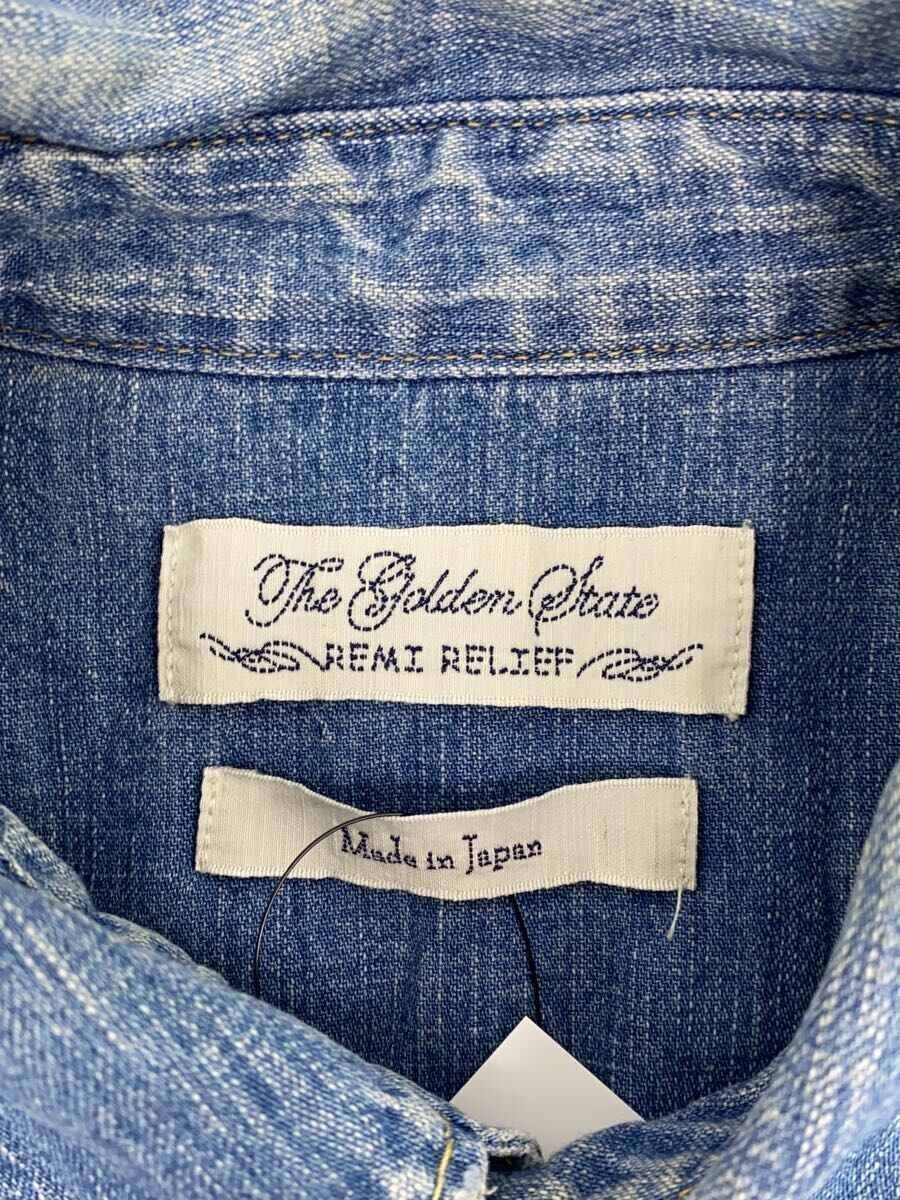 The Golden State
REMI RELIEF
Made in Japan